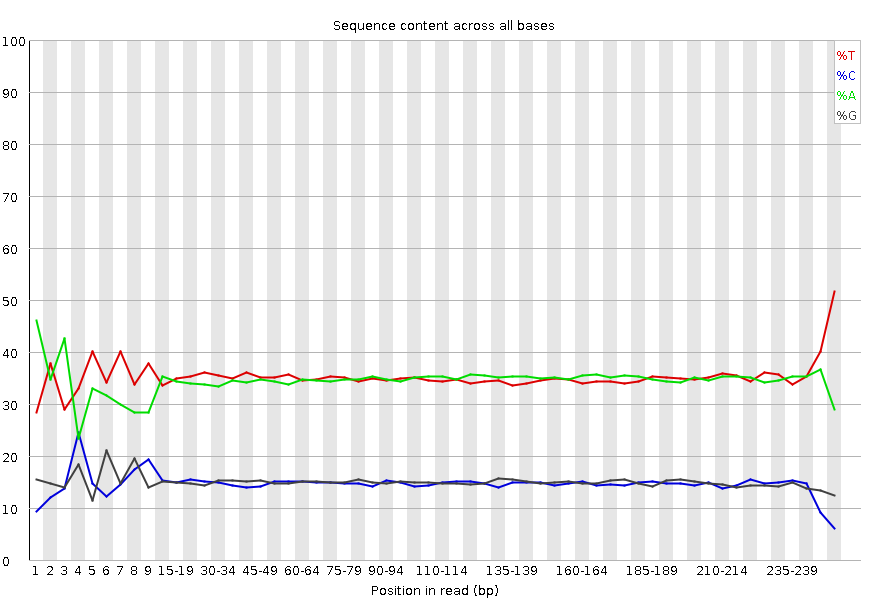 Sequence content across all bases
100
90
80
70
60
50
40
30
20
10
0
%T
%C
%A
%G
1 2 3 4 5 6 7 8 9 15-19 30-34 45-49 60-64 75-79 90-94 110-114 135-139 160-164 185-189 210-214 235-239
Position in read (bp)